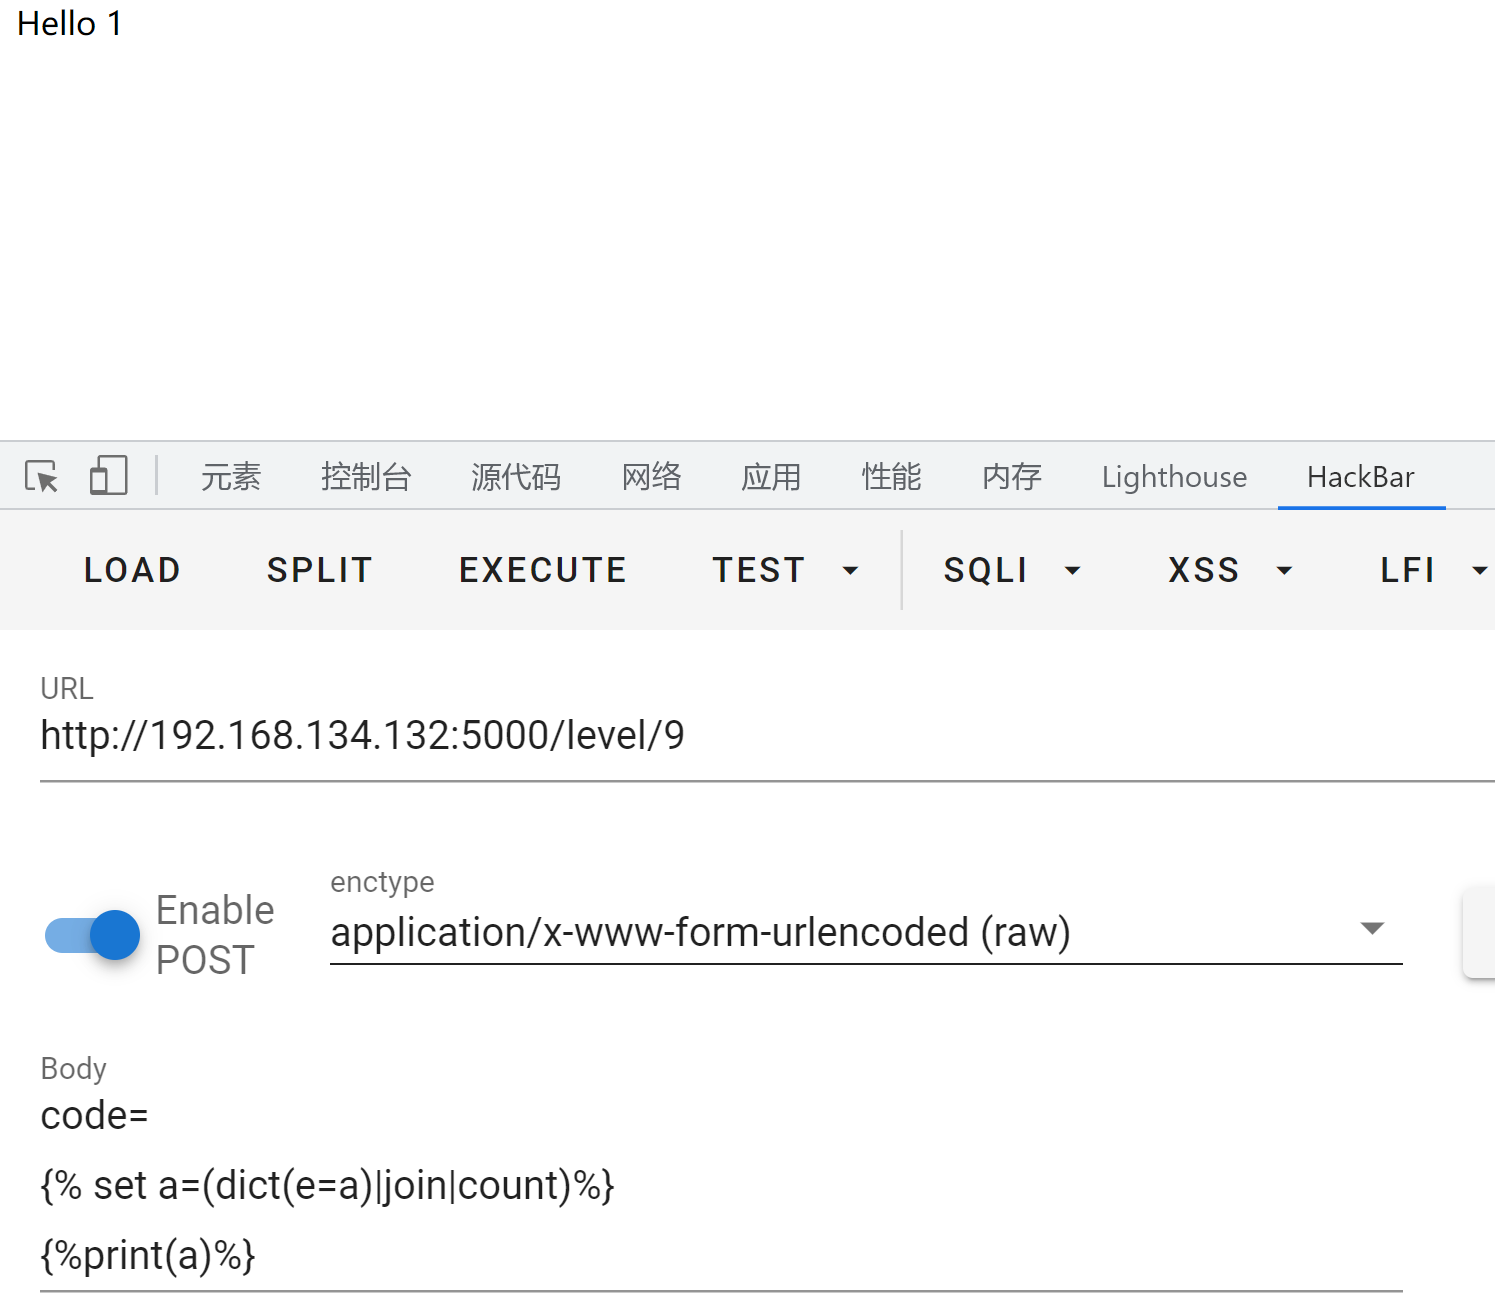 Hello 1
元素 控制台 源代码 网络 应用 性能 内存 Lighthouse HackBar
LOAD SPLIT EXECUTE TEST SQLI XSS LFI
URL
http://192.168.134.132:5000/level/9
Enable
POST
enctype
application/x-www-form-urlencoded (raw)
Body
code=
{% set a=(dict(e=a)|join|count)%}
{%print(a)%}